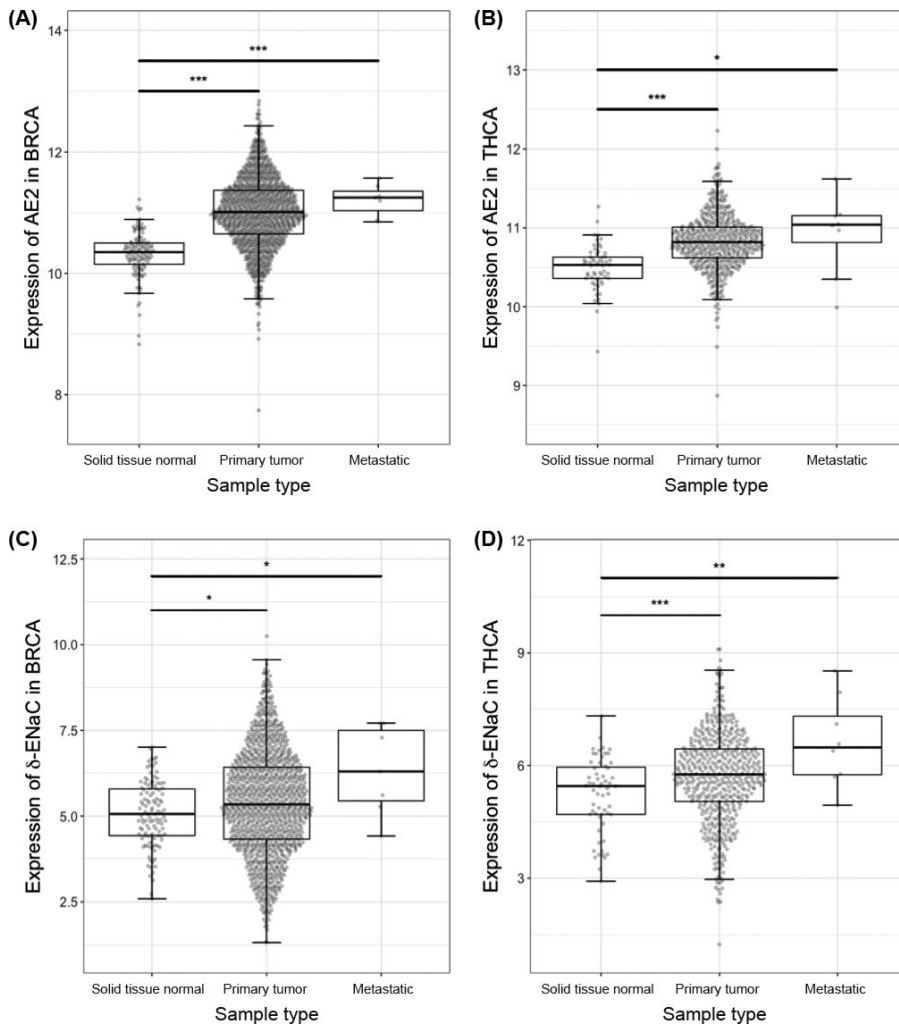 (A)
Expression of AE2 in BRCA
14
12
10
8
***
***
Solid tissue normal Primary tumor Metastatic
Sample type
(B)
Expression of AE2 in THCA
13
12
11
10
9
*
***
Solid tissue normal Primary tumor Metastatic
Sample type
(C)
Expression of δ-ENaC in BRCA
12.5
10.0
7.5
5.0
2.5
*
*
Solid tissue normal Primary tumor Metastatic
Sample type
(D)
Expression of δ-ENaC in THCA
12
9
6
3
**
***
Solid tissue normal Primary tumor Metastatic
Sample type